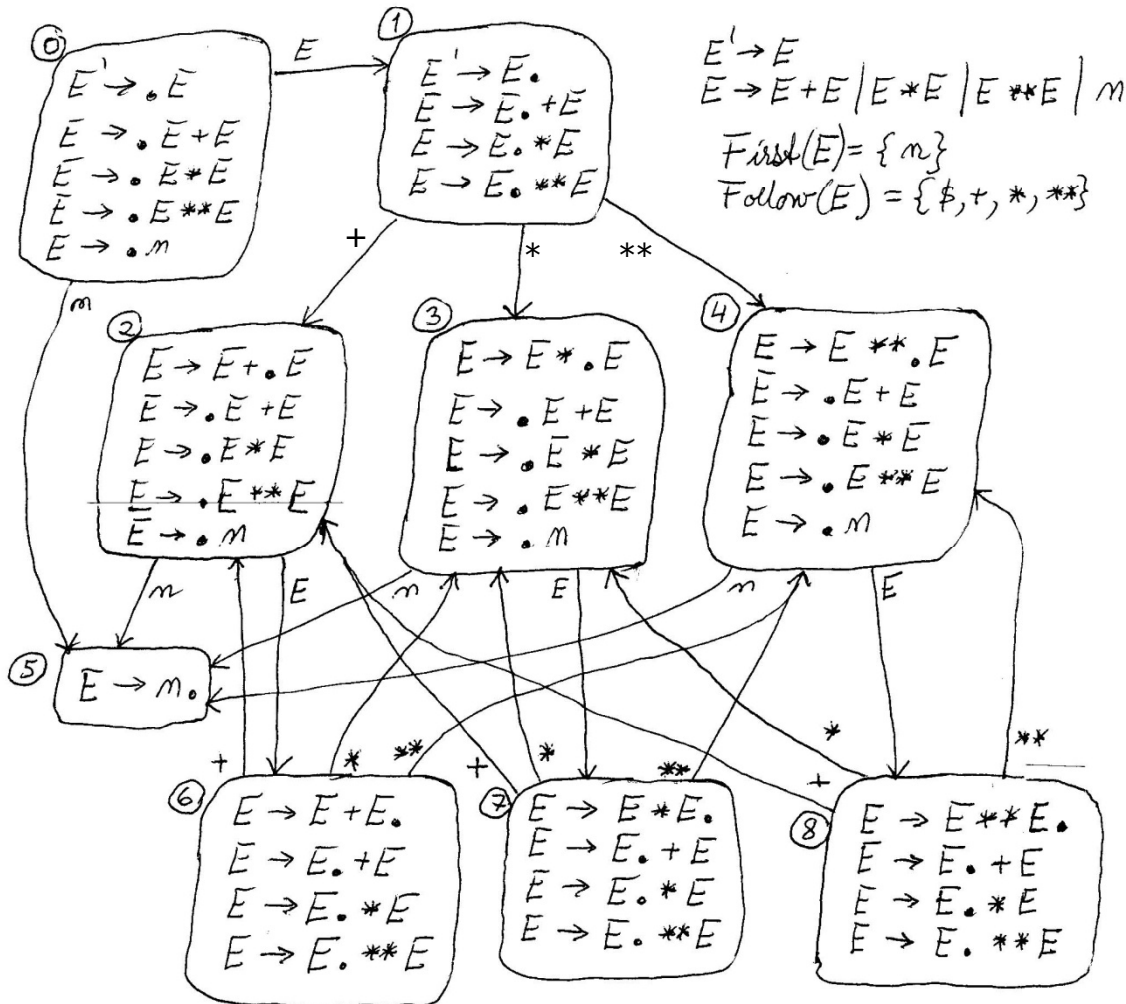 0
E' → . E
E → . E + E
E → . E * E
E → . E ** E
E → . n
E
1
E' → E .
E → E . + E
E → E . * E
E → E . ** E
E' → E
E → E + E | E * E | E ** E | n
First(E) = { n }
Follow(E) = { $, +, *, ** }
+
*
**
n
2
E → E + . E
E → . E + E
E → . E * E
E → . E ** E
E → . n
3
E → E * . E
E → . E + E
E → . E * E
E → . E ** E
E → . n
4
E → E ** . E
E → . E + E
E → . E * E
E → . E ** E
E → . n
n
E
n
E
n
E
5
E → n .
+
*
**
+
*
**
+
*
**
6
E → E + E .
E → E . + E
E → E . * E
E → E . ** E
7
E → E * E .
E → E . + E
E → E . * E
E → E . ** E
8
E → E ** E .
E → E . + E
E → E . * E
E → E . ** E